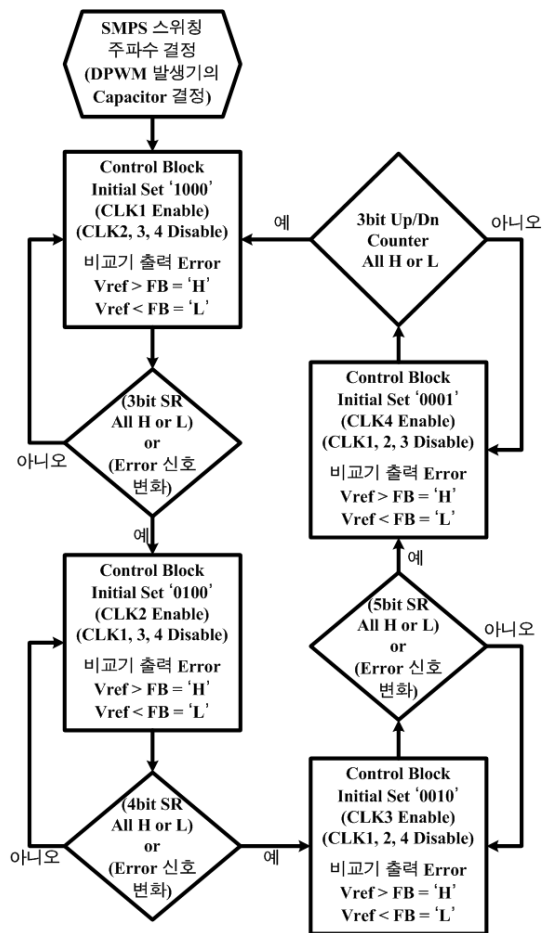 SMPS 스위칭
주파수 결정
(DPWM 발생기의
Capacitor 결정)
Control Block
Initial Set ‘1000’
(CLK1 Enable)
(CLK2, 3, 4 Disable)
비교기 출력 Error
Vref > FB = ‘H’
Vref < FB = ‘L’
(3bit SR
All H or L)
or
(Error 신호
변화)
아니오
예
Control Block
Initial Set ‘0100’
(CLK2 Enable)
(CLK1, 3, 4 Disable)
비교기 출력 Error
Vref > FB = ‘H’
Vref < FB = ‘L’
(4bit SR
All H or L)
or
(Error 신호
변화)
아니오
예
Control Block
Initial Set ‘0010’
(CLK3 Enable)
(CLK1, 2, 4 Disable)
비교기 출력 Error
Vref > FB = ‘H’
Vref < FB = ‘L’
(5bit SR
All H or L)
or
(Error 신호
변화)
아니오
예
Control Block
Initial Set ‘0001’
(CLK4 Enable)
(CLK1, 2, 3 Disable)
비교기 출력 Error
Vref > FB = ‘H’
Vref < FB = ‘L’
3bit Up/Dn
Counter
All H or L
예
아니오